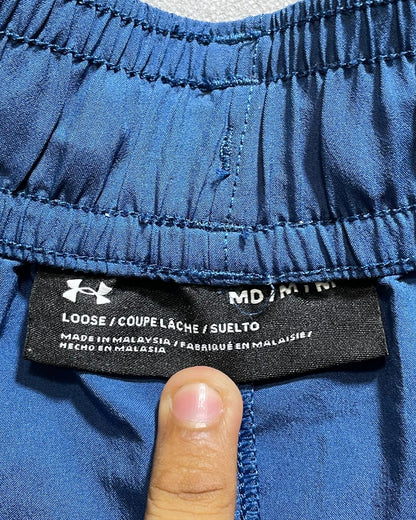 MD / M / M
LOOSE / COUPE LÂCHE / SUELTO
MADE IN MALAYSIA / FABRIQUÉ EN MALAISIE /
HECHO EN MALASIA